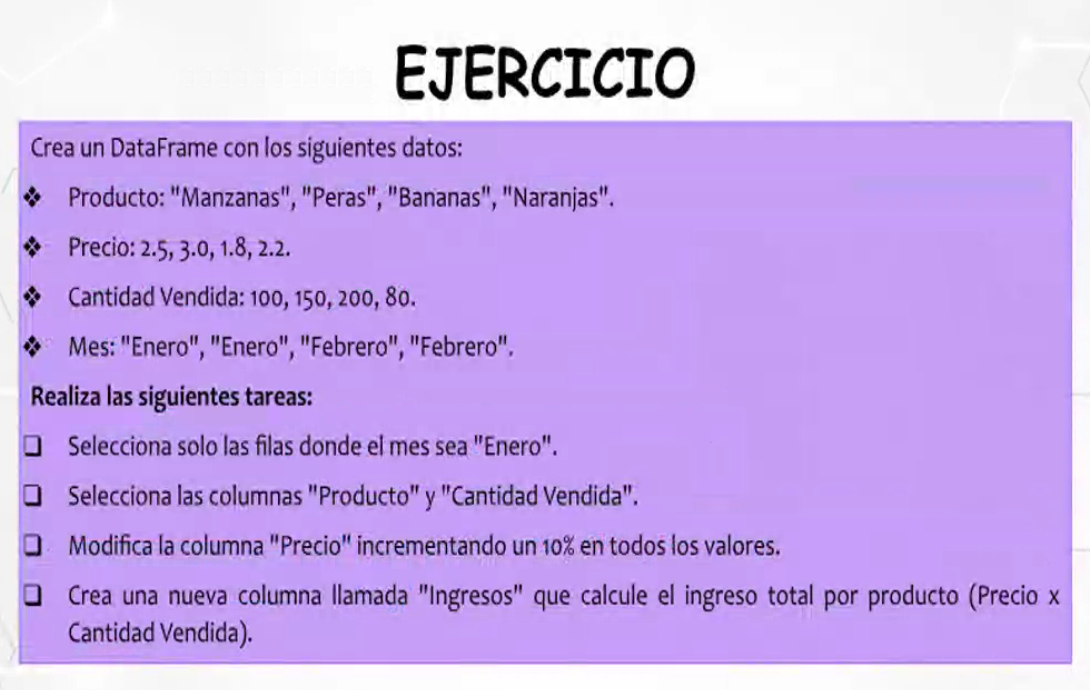 EJERCICIO
Crea un DataFrame con los siguientes datos:
❖ Producto: "Manzanas", "Peras", "Bananas", "Naranjas".
❖ Precio: 2.5, 3.0, 1.8, 2.2.
❖ Cantidad Vendida: 100, 150, 200, 80.
❖ Mes: "Enero", "Enero", "Febrero", "Febrero".
Realiza las siguientes tareas:
❑ Selecciona solo las filas donde el mes sea "Enero".
❑ Selecciona las columnas "Producto" y "Cantidad Vendida".
❑ Modifica la columna "Precio" incrementando un 10% en todos los valores.
❑ Crea una nueva columna llamada "Ingresos" que calcule el ingreso total por producto (Precio x
Cantidad Vendida).